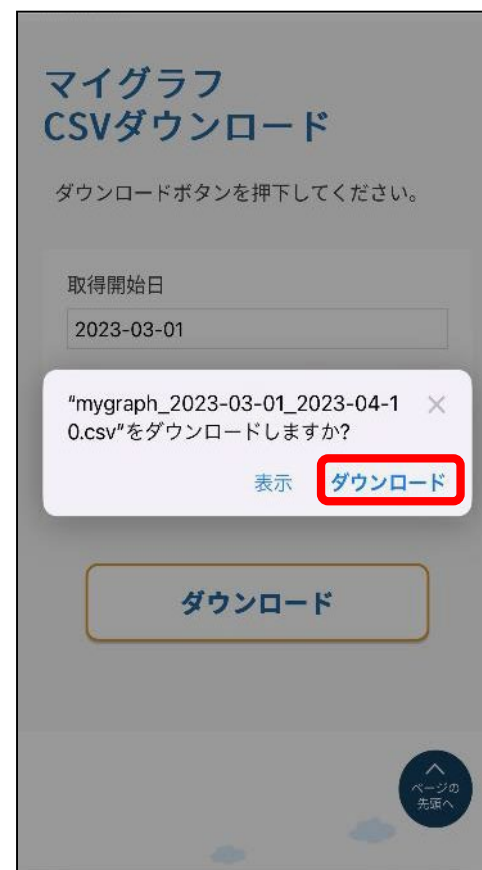 マイグラフ
CSVダウンロード
ダウンロードボタンを押下してください。
取得開始日
2023-03-01
"mygraph_2023-03-01_2023-04-1
0.csv"をダウンロードしますか?
表示 ダウンロード
ダウンロード
ページの
先頭へ